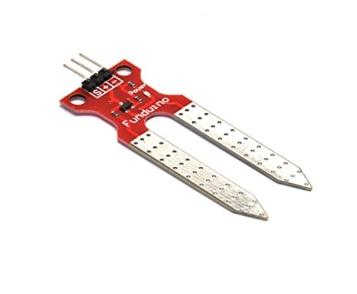 S + -
Power
Funduino